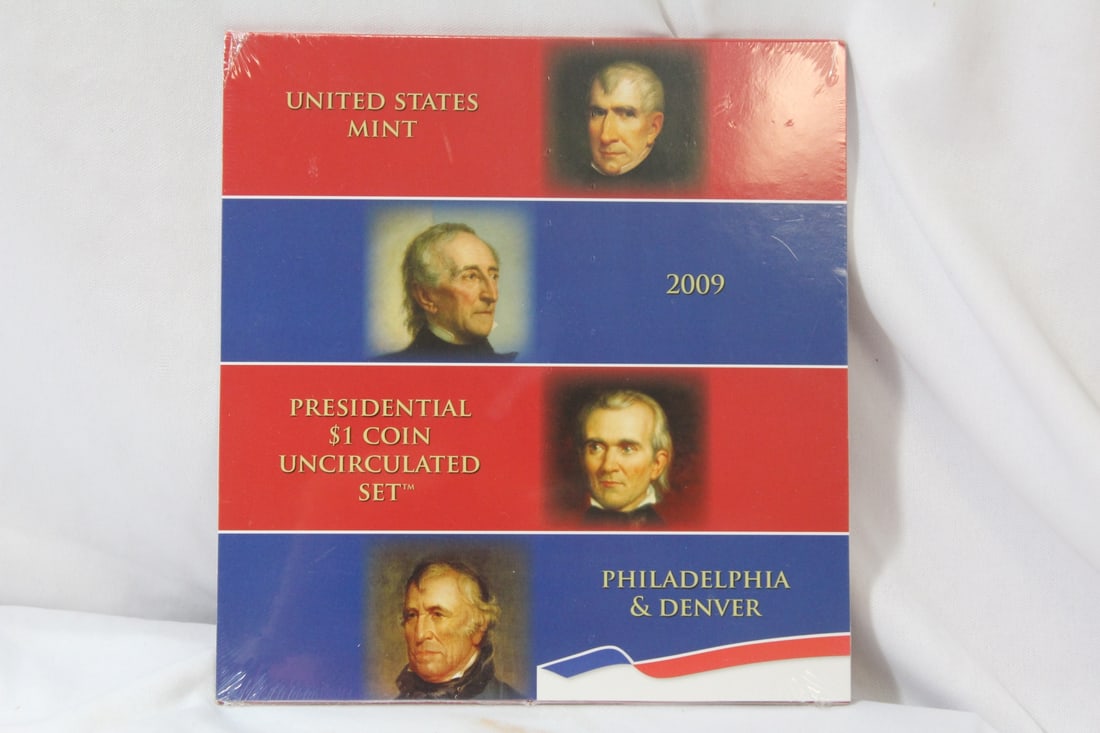 UNITED STATES
MINT
2009
PRESIDENTIAL
$1 COIN
UNCIRCULATED
SET™
PHILADELPHIA
& DENVER